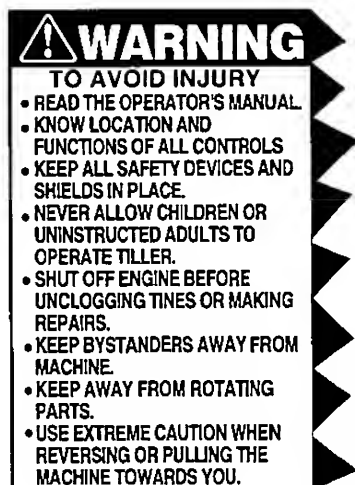 WARNING
TO AVOID INJURY
• READ THE OPERATOR'S MANUAL.
• KNOW LOCATION AND
FUNCTIONS OF ALL CONTROLS
• KEEP ALL SAFETY DEVICES AND
SHIELDS IN PLACE.
• NEVER ALLOW CHILDREN OR
UNINSTRUCTED ADULTS TO
OPERATE TILLER.
• SHUT OFF ENGINE BEFORE
UNCLOGGING TINES OR MAKING
REPAIRS.
• KEEP BYSTANDERS AWAY FROM
MACHINE.
• KEEP AWAY FROM ROTATING
PARTS.
• USE EXTREME CAUTION WHEN
REVERSING OR PULLING THE
MACHINE TOWARDS YOU.